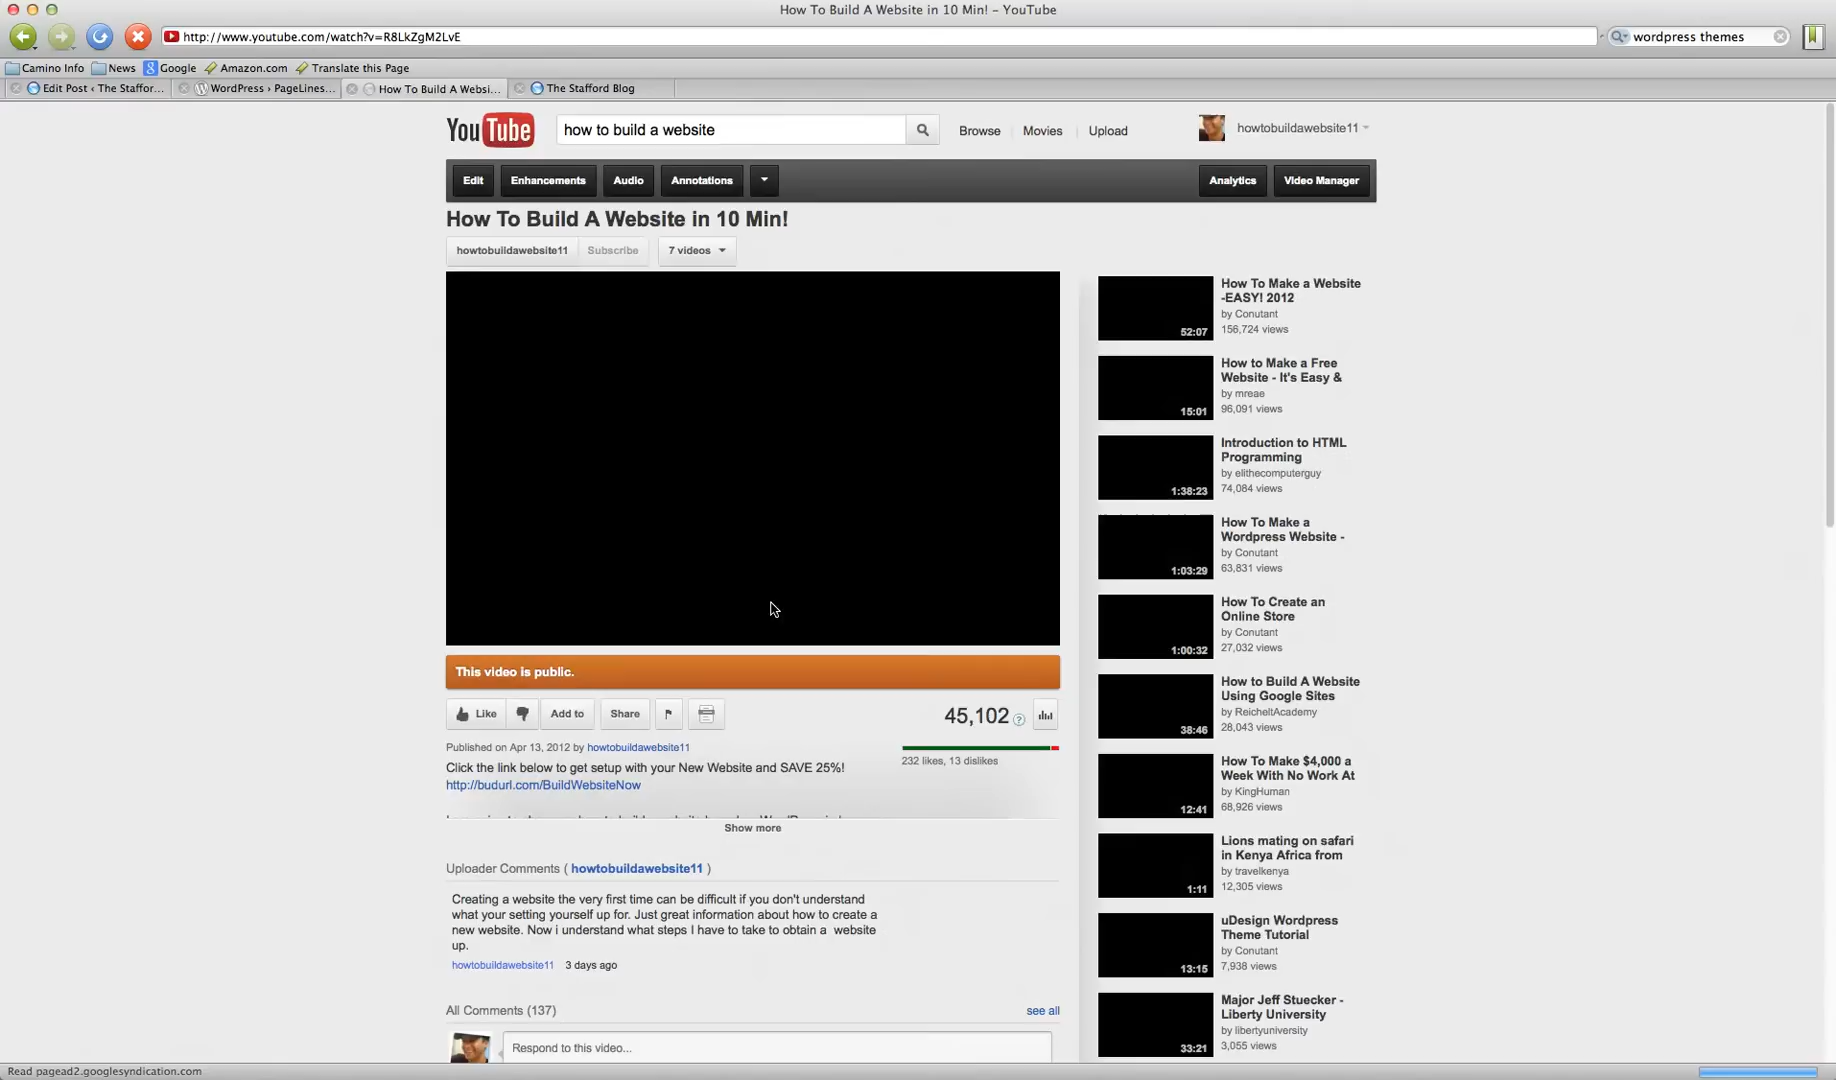 How To Build A Website in 10 Min! – YouTube
http://www.youtube.com/watch?v=R8LkZgM2LvE
wordpress themes
Camino Info News Google Amazon.com Translate this Page
Edit Post ‹ The Staffor... WordPress › PageLines... How To Build A Websi... The Stafford Blog
YouTube how to build a website Browse Movies Upload howtobuildawebsite11
Edit Enhancements Audio Annotations Analytics Video Manager
How To Build A Website in 10 Min!
howtobuildawebsite11 Subscribe 7 videos
This video is public.
Like Add to Share 45,102
Published on Apr 13, 2012 by howtobuildawebsite11
232 likes, 13 dislikes
Click the link below to get setup with your New Website and SAVE 25%!
http://budurl.com/BuildWebsiteNow
Show more
Uploader Comments ( howtobuildawebsite11 )
Creating a website the very first time can be difficult if you don't understand
what your setting yourself up for. Just great information about how to create a
new website. Now i understand what steps I have to take to obtain a website
up.
howtobuildawebsite11 3 days ago
All Comments (137) see all
Respond to this video...
How To Make a Website
-EASY! 2012
by Conutant
156,724 views
52:07
How to Make a Free
Website - It's Easy &
by mreae
96,091 views
15:01
Introduction to HTML
Programming
by elithecomputerguy
74,084 views
1:38:23
How To Make a
Wordpress Website -
by Conutant
63,831 views
1:03:29
How To Create an
Online Store
by Conutant
27,032 views
1:00:32
How to Build A Website
Using Google Sites
by ReicheltAcademy
28,043 views
38:46
How To Make $4,000 a
Week With No Work At
by KingHuman
68,926 views
12:41
Lions mating on safari
in Kenya Africa from
by travelkenya
12,305 views
1:11
uDesign Wordpress
Theme Tutorial
by Conutant
7,938 views
13:15
Major Jeff Stuecker -
Liberty University
by libertyuniversity
3,055 views
33:21
Read pagead2.googlesyndication.com